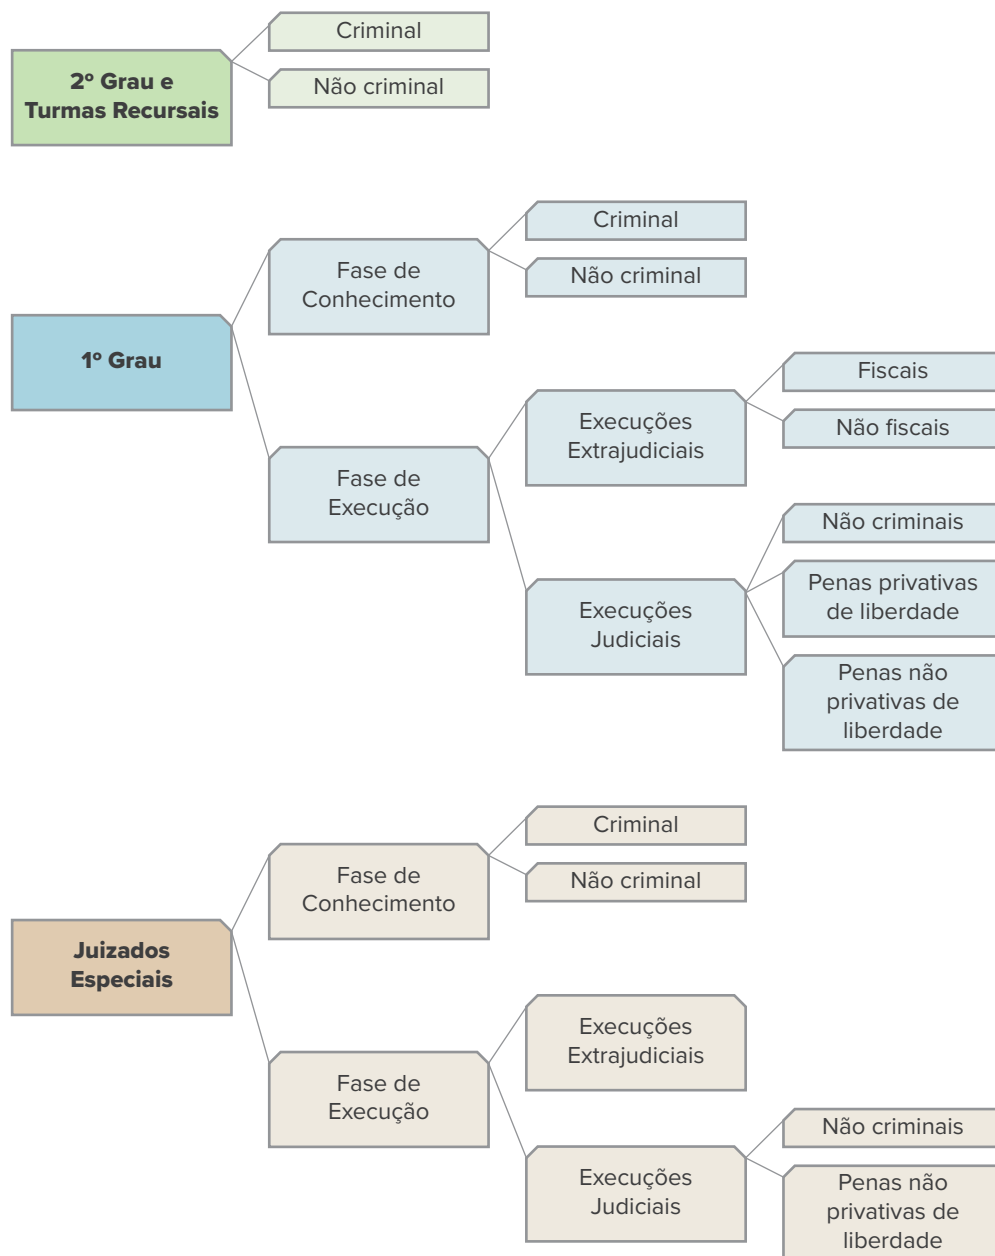 Criminal
Não criminal
2º Grau e
Turmas Recursais
Criminal
Não criminal
Fase de
Conhecimento
1º Grau
Fiscais
Não fiscais
Execuções
Extrajudiciais
Fase de
Execução
Não criminais
Penas privativas
de liberdade
Execuções
Judiciais
Penas não
privativas de
liberdade
Criminal
Não criminal
Fase de
Conhecimento
Juizados
Especiais
Execuções
Extrajudiciais
Fase de
Execução
Não criminais
Execuções
Judiciais
Penas não
privativas de
liberdade